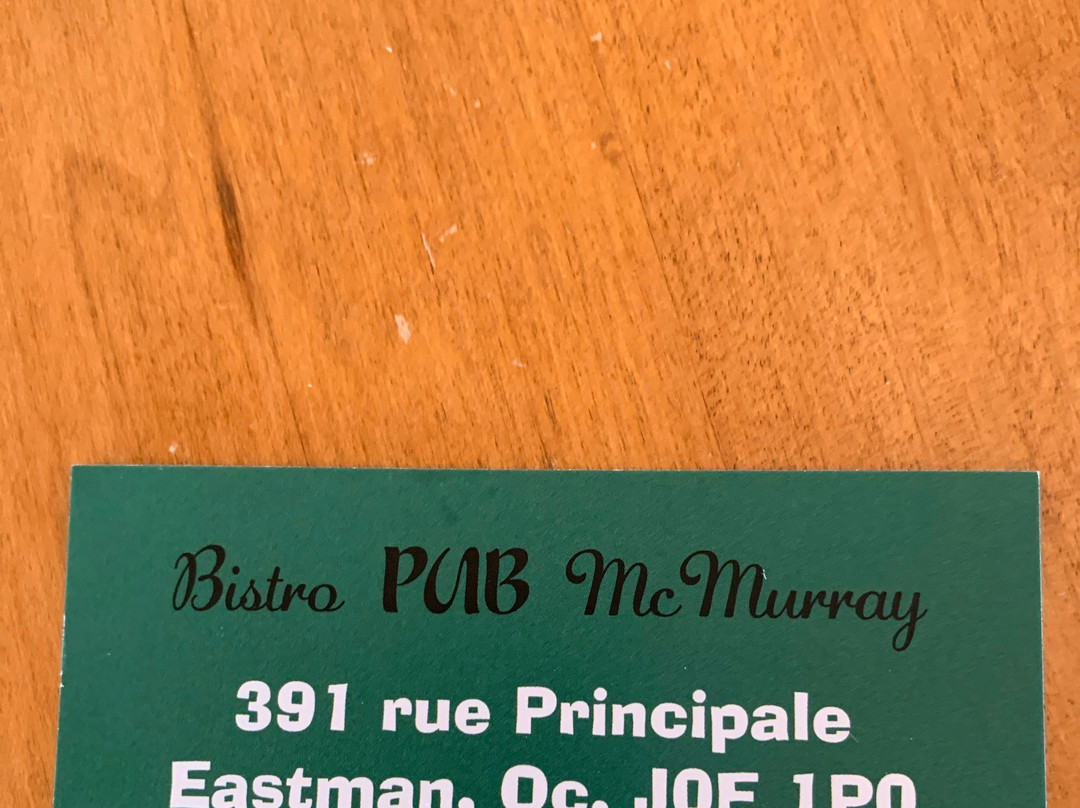 Bistro PUB McMurray
391 rue Principale
Eastman, Qc, J0E 1P0